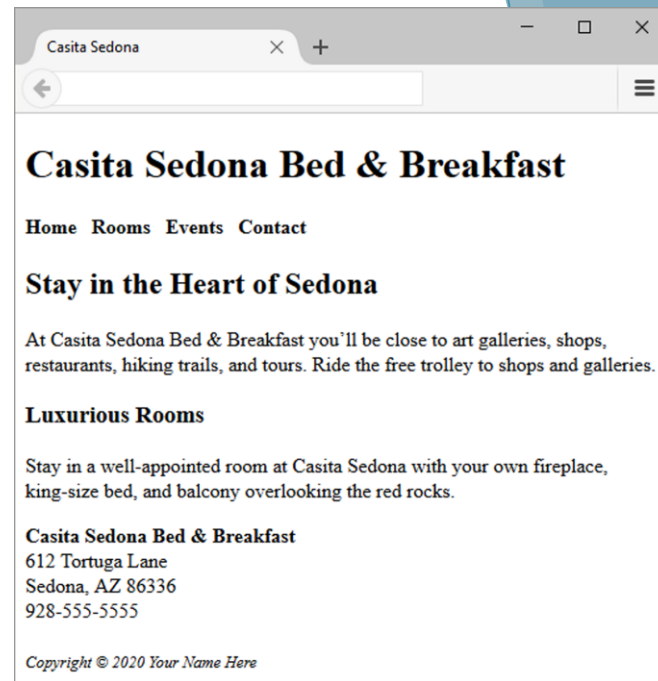 Casita Sedona
Casita Sedona Bed & Breakfast
Home Rooms Events Contact
Stay in the Heart of Sedona
At Casita Sedona Bed & Breakfast you’ll be close to art galleries, shops,
restaurants, hiking trails, and tours. Ride the free trolley to shops and galleries.
Luxurious Rooms
Stay in a well-appointed room at Casita Sedona with your own fireplace,
king-size bed, and balcony overlooking the red rocks.
Casita Sedona Bed & Breakfast
612 Tortuga Lane
Sedona, AZ 86336
928-555-5555
Copyright © 2020 Your Name Here